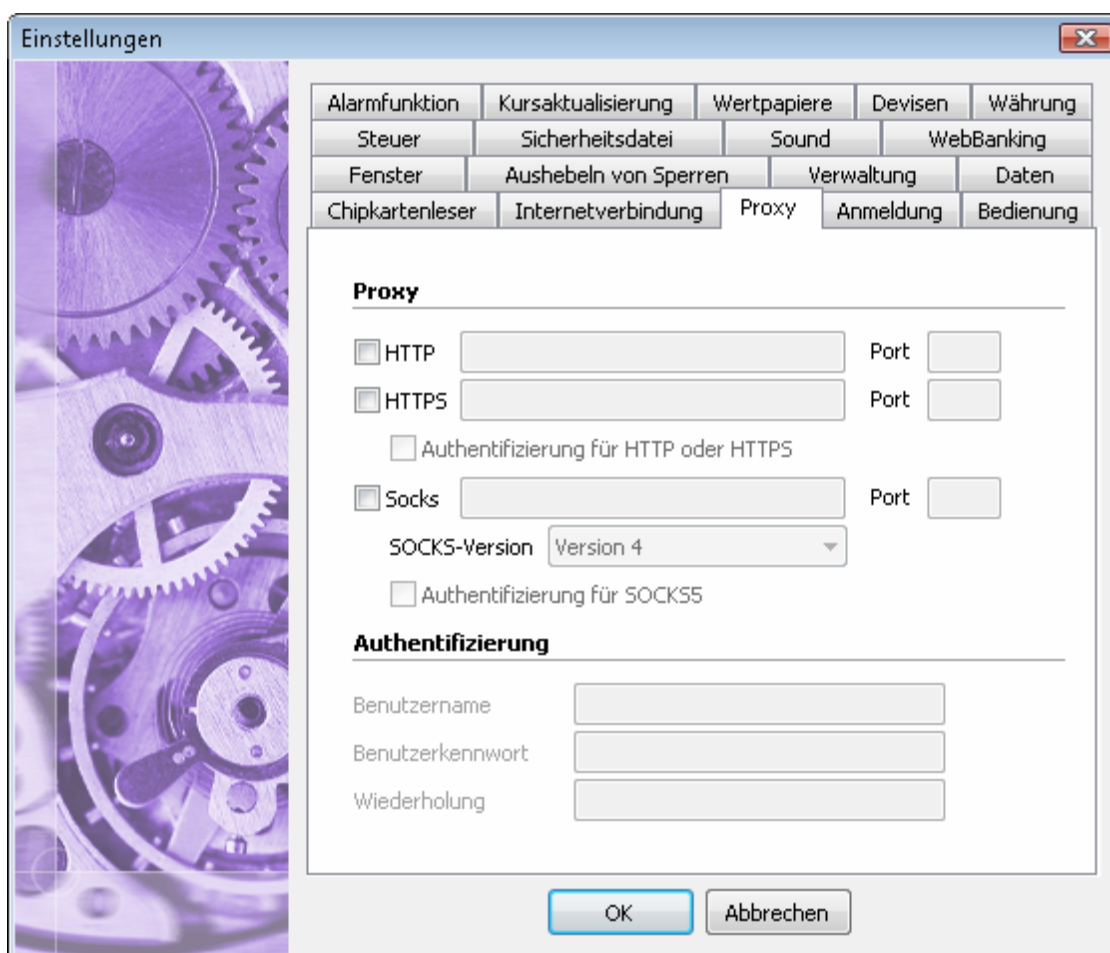 Einstellungen
Alarmfunktion Kursaktualisierung Wertpapiere Devisen Währung
Steuer Sicherheitsdatei Sound WebBanking
Fenster Aushebeln von Sperren Verwaltung Daten
Chipkartenleser Internetverbindung Proxy Anmeldung Bedienung
Proxy
HTTP Port
HTTPS Port
Authentifizierung für HTTP oder HTTPS
Socks Port
SOCKS-Version Version 4
Authentifizierung für SOCKS5
Authentifizierung
Benutzername
Benutzerkennwort
Wiederholung
OK Abbrechen